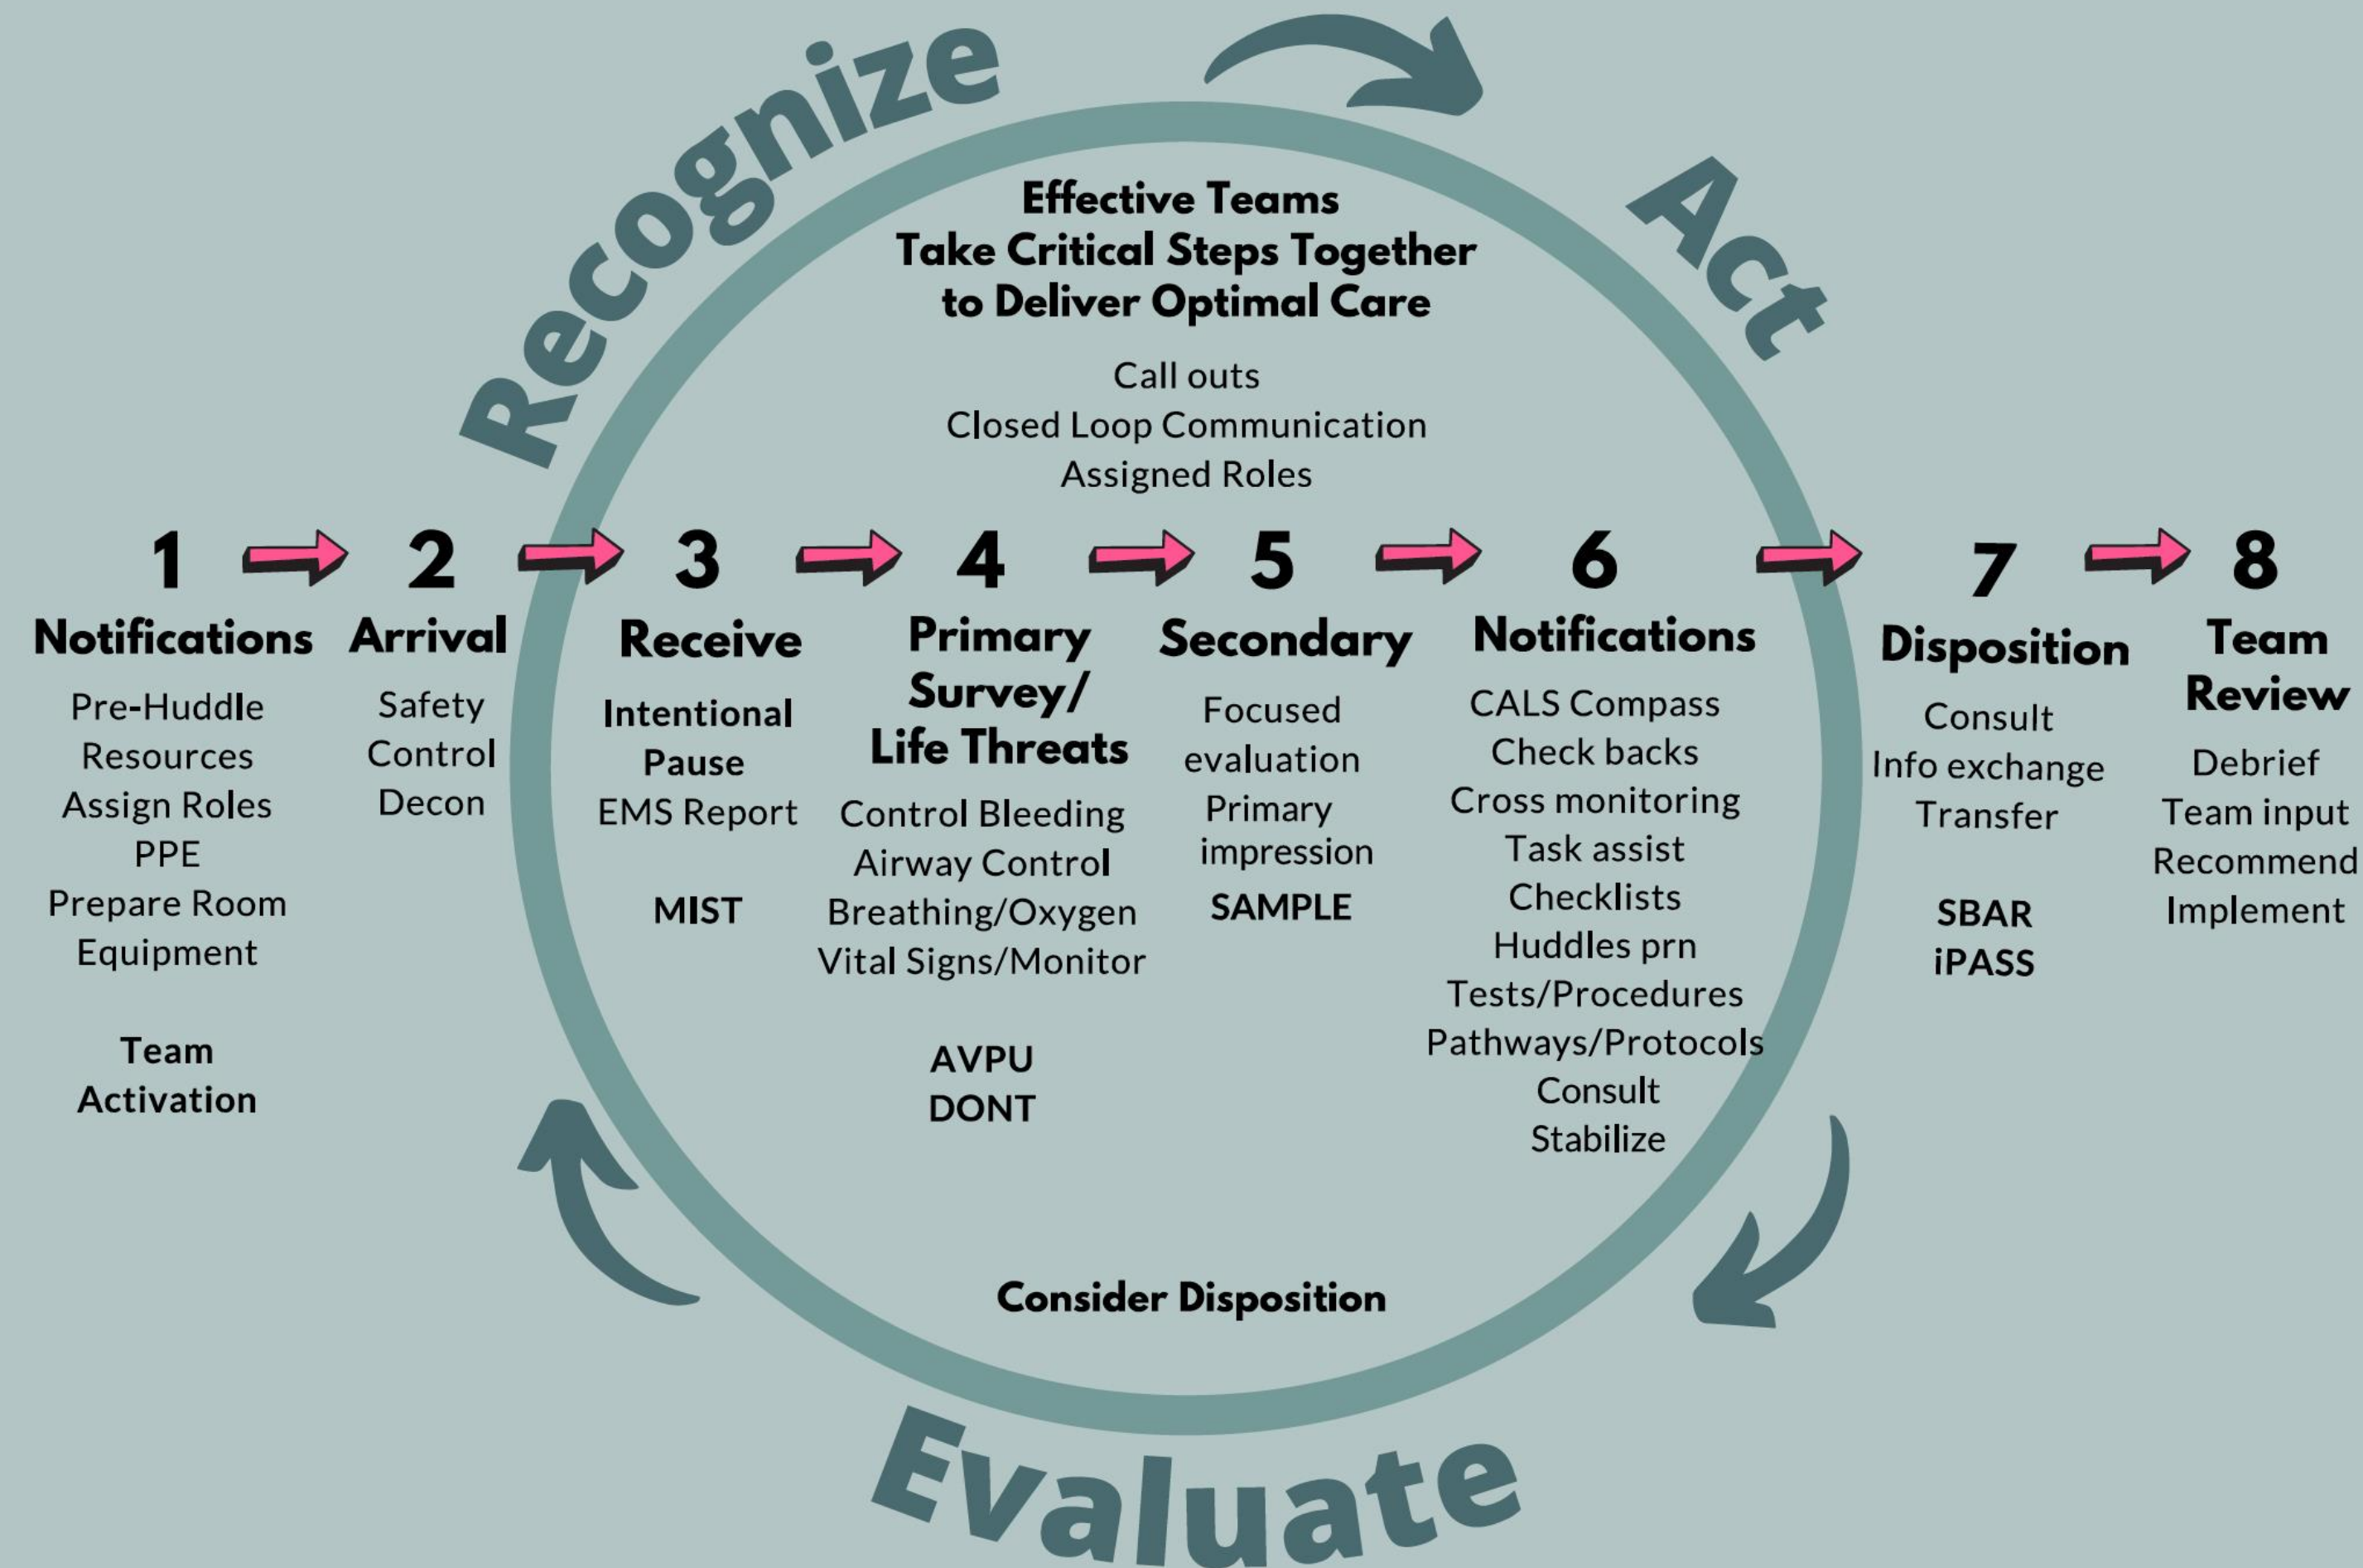 Recognize
Act
Effective Teams
Take Critical Steps Together
to Deliver Optimal Care
Call outs
Closed Loop Communication
Assigned Roles
1
Notifications
Pre-Huddle
Resources
Assign Roles
PPE
Prepare Room
Equipment
Team
Activation
2
Arrival
Safety
Control
Decon
3
Receive
Intentional
Pause
EMS Report
MIST
4
Primary
Survey/
Life Threats
Control Bleeding
Airway Control
Breathing/Oxygen
Vital Signs/Monitor
AVPU
DONT
5
Secondary
Focused
evaluation
Primary
impression
SAMPLE
6
Notifications
CALS Compass
Check backs
Cross monitoring
Task assist
Checklists
Huddles prn
Tests/Procedures
Pathways/Protocols
Consult
Stabilize
7
Disposition
Consult
Info exchange
Transfer
SBAR
iPASS
8
Team
Review
Debrief
Team input
Recommend
Implement
Consider Disposition
Evaluate